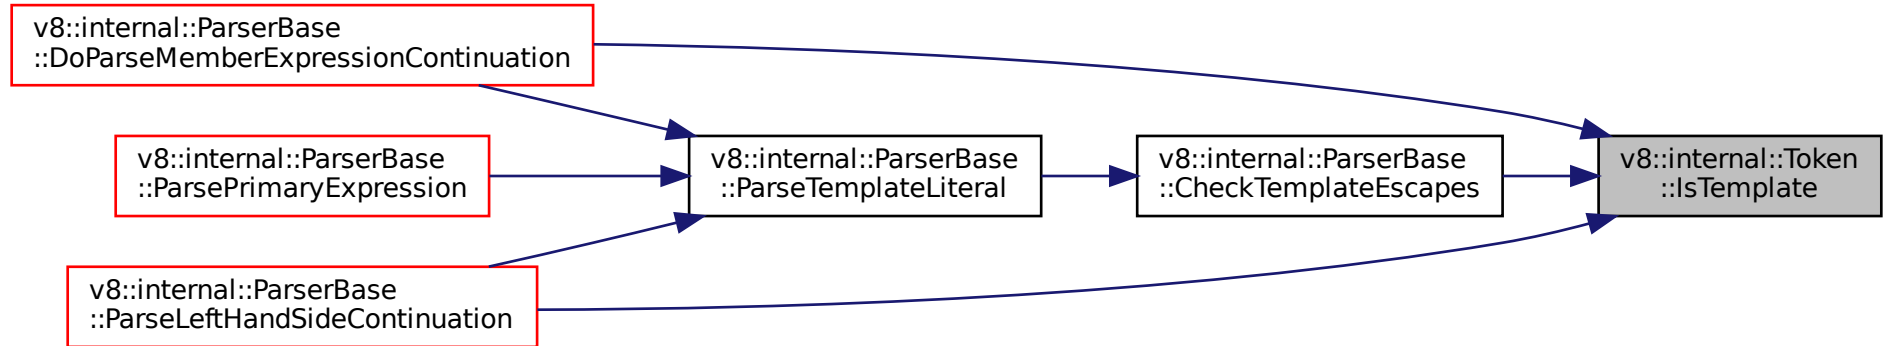 v8::internal::ParserBase
::DoParseMemberExpressionContinuation
v8::internal::ParserBase
::ParsePrimaryExpression
v8::internal::ParserBase
::ParseLeftHandSideContinuation
v8::internal::ParserBase
::ParseTemplateLiteral
v8::internal::ParserBase
::CheckTemplateEscapes
v8::internal::Token
::IsTemplate